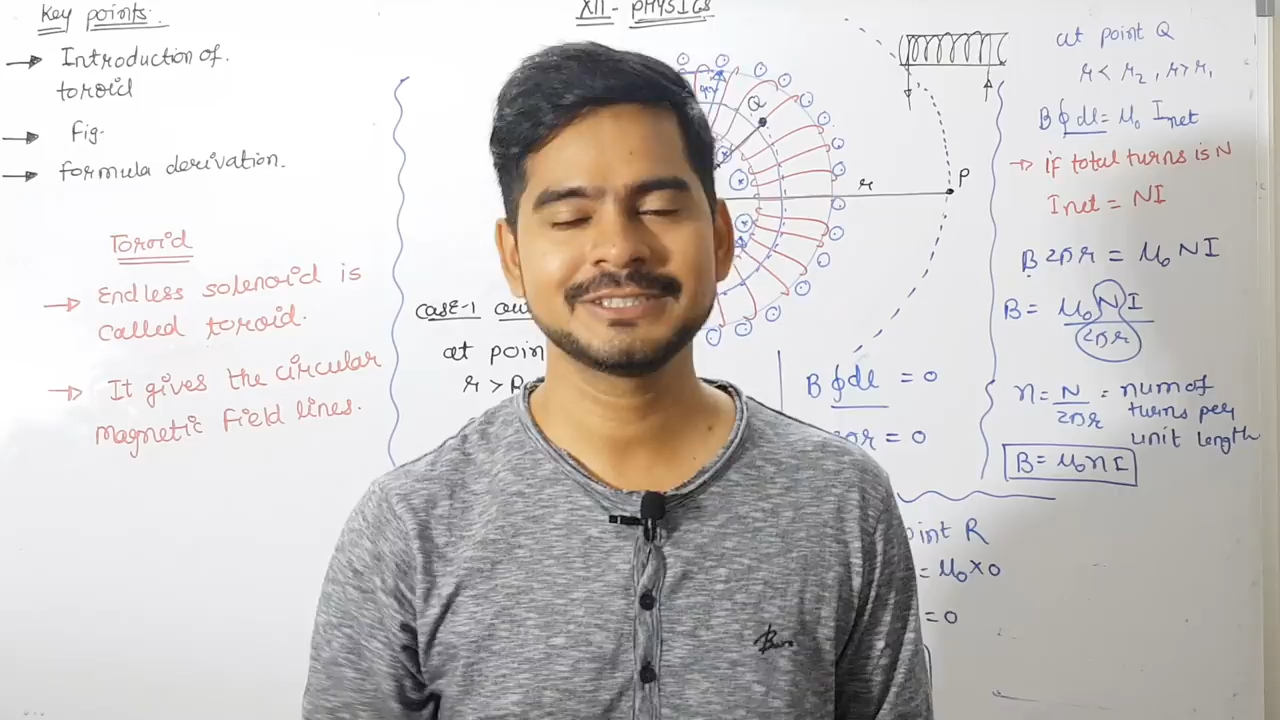 Key points.
→ Introduction of.
toroid
→ Fig.
→ formula derivation.
Toroid
→ Endless solenoid is
called toroid.
→ It gives the circular
Magnetic field lines.
XII - PHYSICS
CASE-1
at poin
r >
Q
r
P
B ∮dl = 0
r = 0
at point Q
r < r₂, r > r₁
B ∮dl = μ₀ Inet
→ if total turns is N
Inet = NI
B 2πr = μ₀ NI
B = μ₀NI / 2πr
n = N / 2πr = num of
turns per
unit length
B = μ₀nI
oint R
= μ₀ × 0
= 0